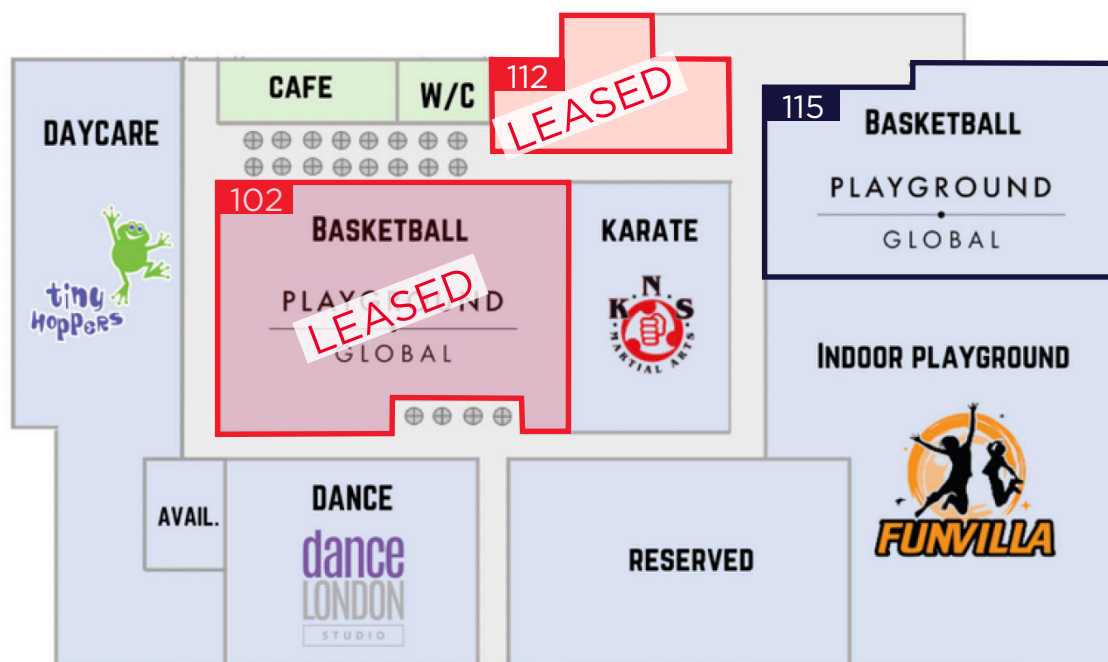 DAYCARE
tiny
HOPPERS
CAFE
W/C
112
LEASED
115
BASKETBALL
PLAYGROUND
GLOBAL
102
BASKETBALL
PLAYGROUND
GLOBAL
LEASED
KARATE
K.N.S
MARTIAL ARTS
INDOOR PLAYGROUND
FUNVILLA
AVAIL.
DANCE
dance
LONDON
STUDIO
RESERVED